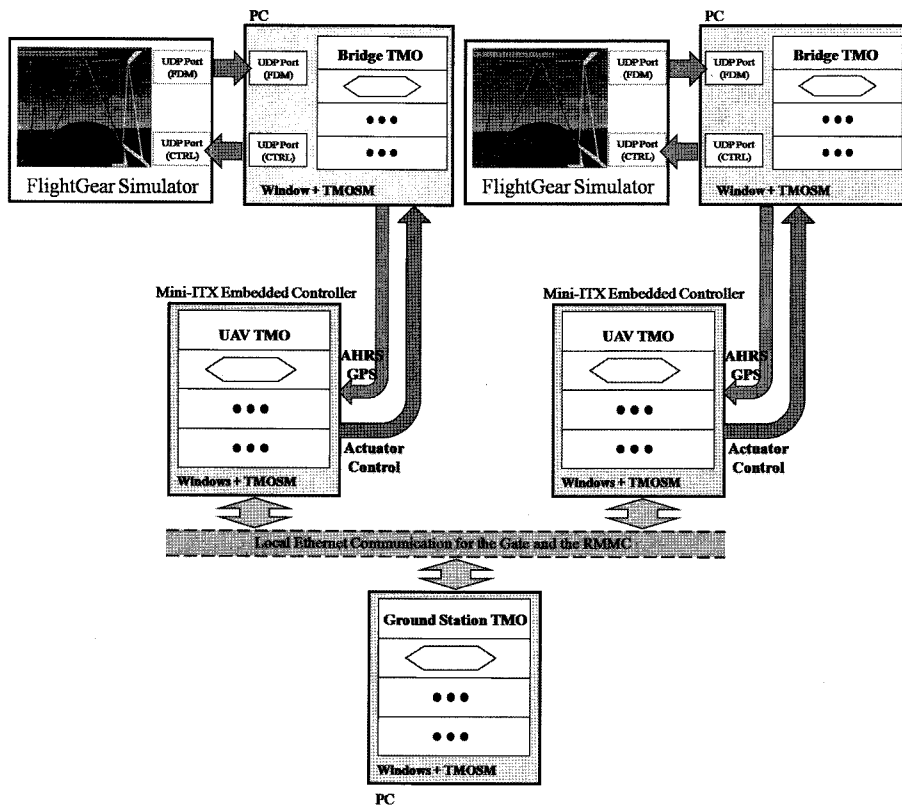 PC
PC
UDP Port
(FDM)
UDP Port
(FDM)
Bridge TMO
UDP Port
(CTRL)
UDP Port
(CTRL)
FlightGear Simulator
Window + TMOSM
UDP Port
(FDM)
UDP Port
(FDM)
Bridge TMO
UDP Port
(CTRL)
UDP Port
(CTRL)
FlightGear Simulator
Window + TMOSM
Mini-ITX Embedded Controller
UAV TMO
AHRS
GPS
Actuator
Control
Windows + TMOSM
Mini-ITX Embedded Controller
UAV TMO
AHRS
GPS
Actuator
Control
Windows + TMOSM
Local Ethernet Communication for the Gate and the RMMC
Ground Station TMO
Windows + TMOSM
PC